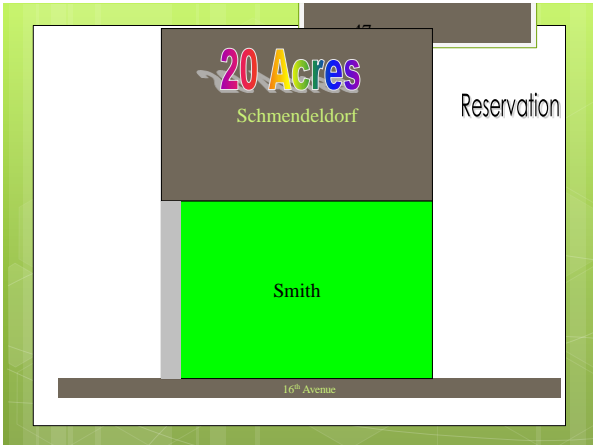 20 Acres
Schmendeldorf
Reservation
Smith
16th Avenue